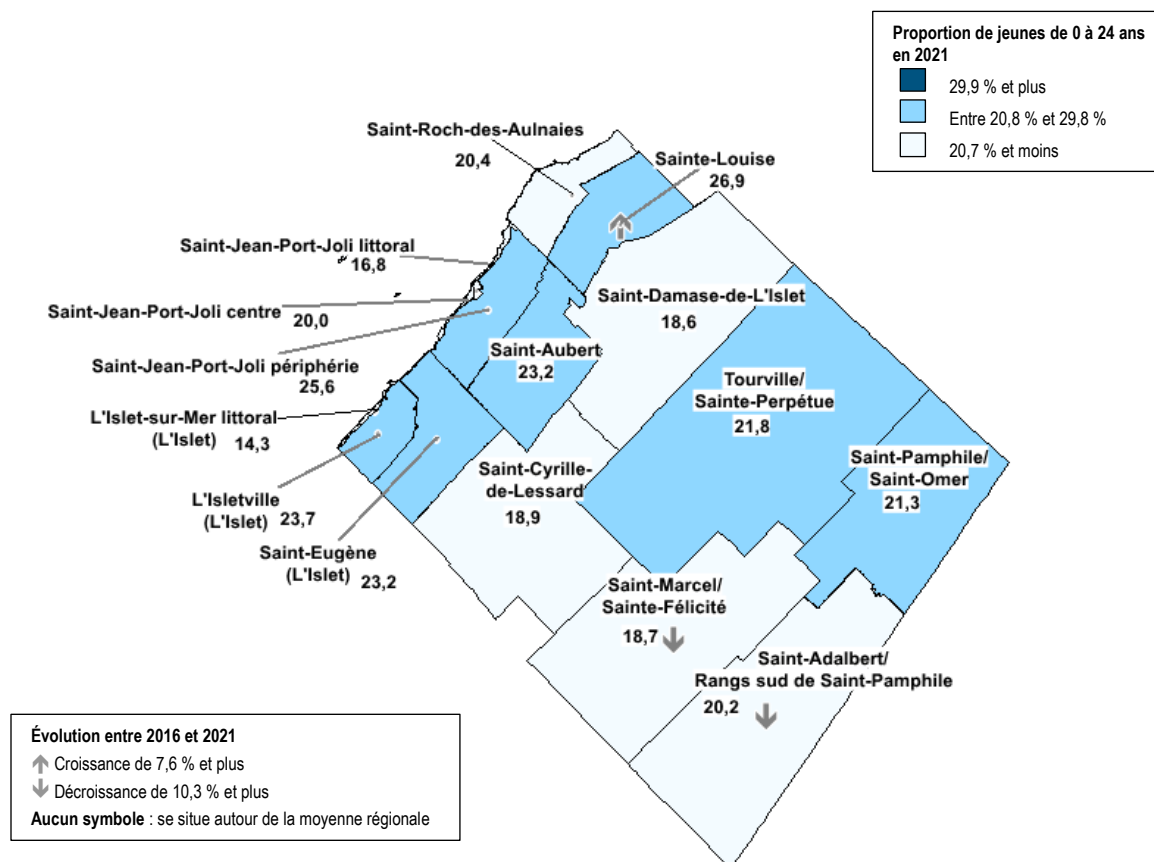 Proportion de jeunes de 0 à 24 ans
en 2021
29,9 % et plus
Entre 20,8 % et 29,8 %
20,7 % et moins
Saint-Roch-des-Aulnaies
20,4
Sainte-Louise
26,9
Saint-Jean-Port-Joli littoral
16,8
Saint-Jean-Port-Joli centre
20,0
Saint-Damase-de-L'Islet
18,6
Saint-Jean-Port-Joli périphérie
25,6
Saint-Aubert
23,2
Tourville/
Sainte-Perpétue
21,8
L'Islet-sur-Mer littoral
(L'Islet)
14,3
Saint-Cyrille-
de-Lessard
18,9
Saint-Pamphile/
Saint-Omer
21,3
L'Isletville
(L'Islet)
23,7
Saint-Eugène
(L'Islet)
23,2
Saint-Marcel/
Sainte-Félicité
18,7
Saint-Adalbert/
Rangs sud de Saint-Pamphile
20,2
Évolution entre 2016 et 2021
Croissance de 7,6 % et plus
Décroissance de 10,3 % et plus
Aucun symbole : se situe autour de la moyenne régionale